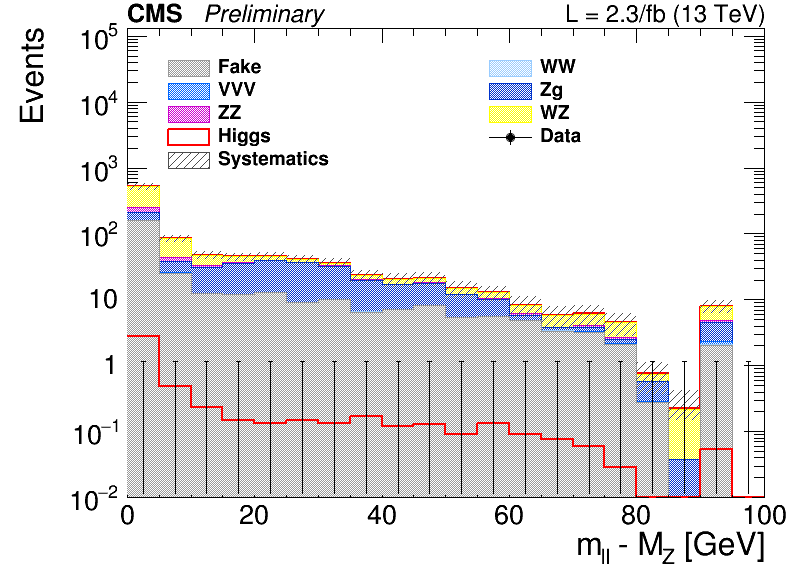 CMS Preliminary L = 2.3/fb (13 TeV)
Events
10^5
10^4
10^3
10^2
10
1
10^−1
10^−2
Fake
VVV
ZZ
Higgs
Systematics
WW
Zg
WZ
Data
0 20 40 60 80 100
m_ll - M_Z [GeV]